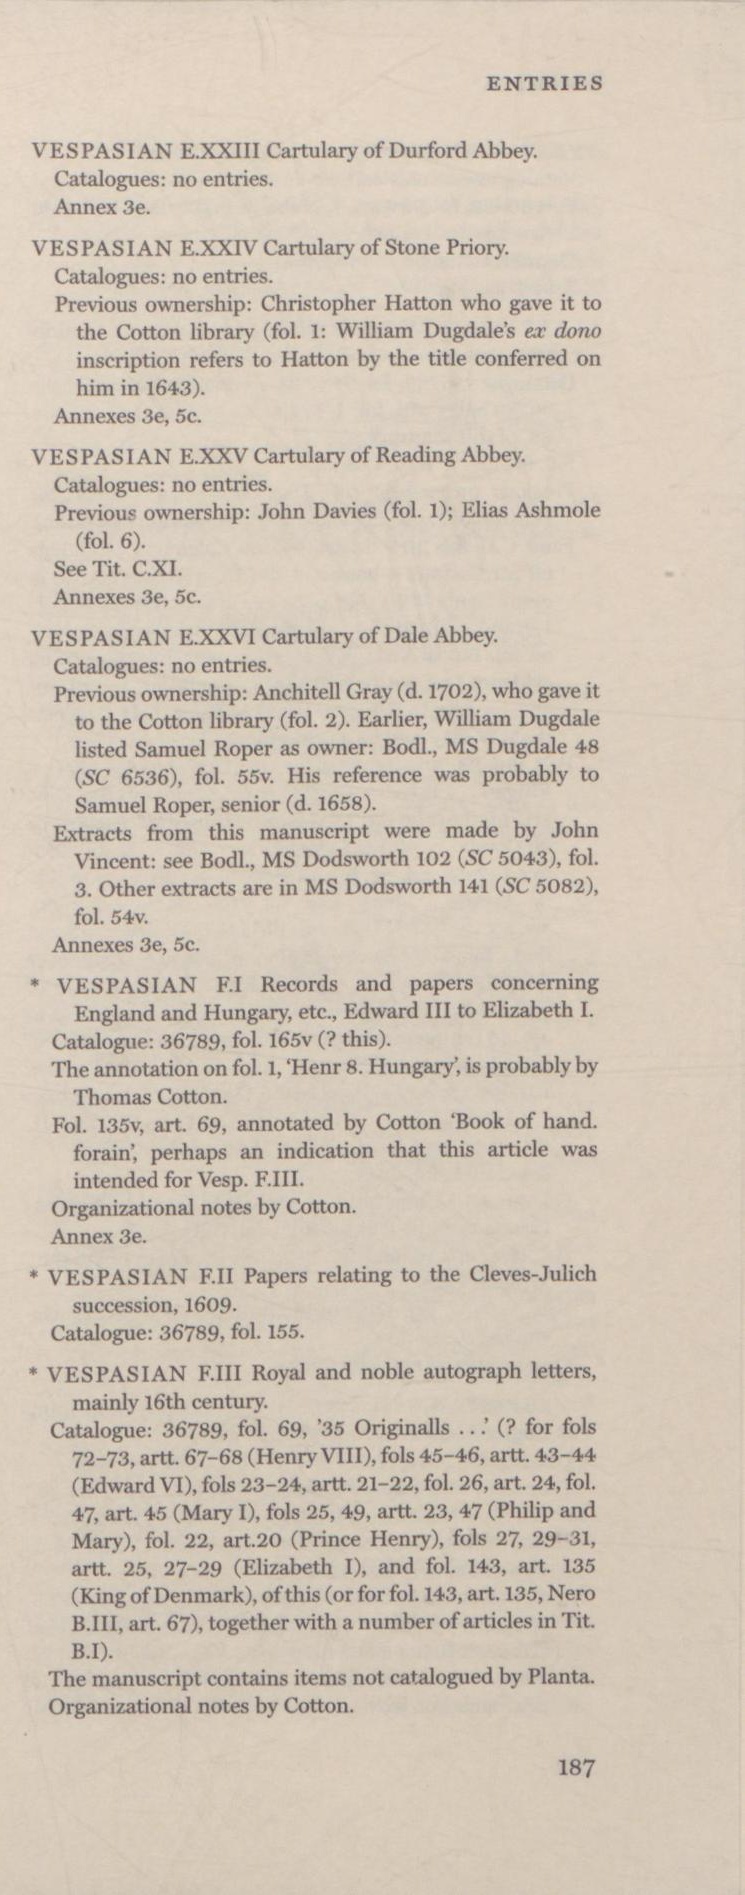 ENTRIES
VESPASIAN E.XXIII Cartulary of Durford Abbey.
Catalogues: no entries.
Annex 3e.
VESPASIAN E.XXIV Cartulary of Stone Priory.
Catalogues: no entries.
Previous ownership: Christopher Hatton who gave it to
the Cotton library (fol. 1: William Dugdale's ex dono
inscription refers to Hatton by the title conferred on
him in 1643).
Annexes 3e, 5c.
VESPASIAN E.XXV Cartulary of Reading Abbey.
Catalogues: no entries.
Previous ownership: John Davies (fol. 1); Elias Ashmole
(fol. 6).
See Tit. C.XI.
Annexes 3e, 5c.
VESPASIAN E.XXVI Cartulary of Dale Abbey.
Catalogues: no entries.
Previous ownership: Anchitell Gray (d. 1702), who gave it
to the Cotton library (fol. 2). Earlier, William Dugdale
listed Samuel Roper as owner: Bodl., MS Dugdale 48
(SC 6536), fol. 55v. His reference was probably to
Samuel Roper, senior (d. 1658).
Extracts from this manuscript were made by John
Vincent: see Bodl., MS Dodsworth 102 (SC 5043), fol.
3. Other extracts are in MS Dodsworth 141 (SC 5082),
fol. 54v.
Annexes 3e, 5c.
* VESPASIAN F.I Records and papers concerning
England and Hungary, etc., Edward III to Elizabeth I.
Catalogue: 36789, fol. 165v (? this).
The annotation on fol. 1, 'Henr 8. Hungary', is probably by
Thomas Cotton.
Fol. 135v, art. 69, annotated by Cotton 'Book of hand.
forain', perhaps an indication that this article was
intended for Vesp. F.III.
Organizational notes by Cotton.
Annex 3e.
* VESPASIAN F.II Papers relating to the Cleves-Julich
succession, 1609.
Catalogue: 36789, fol. 155.
* VESPASIAN F.III Royal and noble autograph letters,
mainly 16th century.
Catalogue: 36789, fol. 69, '35 Originalls ...' (? for fols
72–73, artt. 67–68 (Henry VIII), fols 45–46, artt. 43–44
(Edward VI), fols 23–24, artt. 21–22, fol. 26, art. 24, fol.
47, art. 45 (Mary I), fols 25, 49, artt. 23, 47 (Philip and
Mary), fol. 22, art.20 (Prince Henry), fols 27, 29–31,
artt. 25, 27–29 (Elizabeth I), and fol. 143, art. 135
(King of Denmark), of this (or for fol. 143, art. 135, Nero
B.III, art. 67), together with a number of articles in Tit.
B.I).
The manuscript contains items not catalogued by Planta.
Organizational notes by Cotton.
187